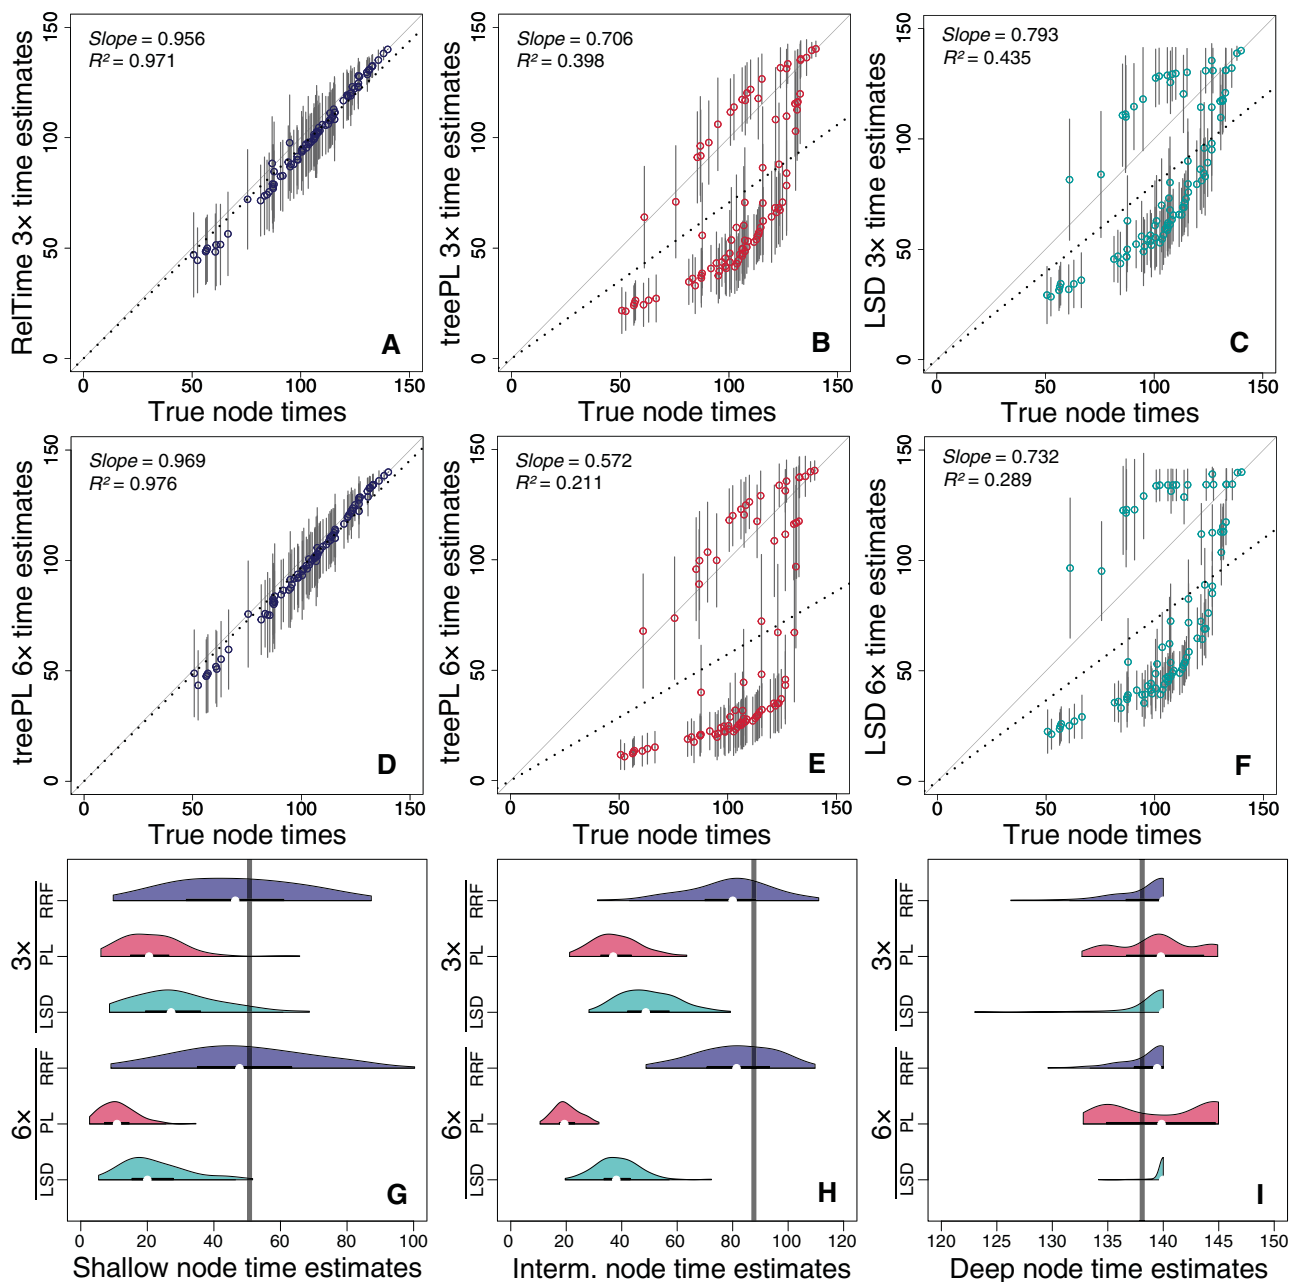 RelTime 3× time estimates
150
100
50
0
Slope = 0.956
R² = 0.971
A
0 50 100 150
True node times
treePL 3× time estimates
150
100
50
0
Slope = 0.706
R² = 0.398
B
0 50 100 150
True node times
LSD 3× time estimates
150
100
50
0
Slope = 0.793
R² = 0.435
C
0 50 100 150
True node times
treePL 6× time estimates
150
100
50
0
Slope = 0.969
R² = 0.976
D
0 50 100 150
True node times
treePL 6× time estimates
150
100
50
0
Slope = 0.572
R² = 0.211
E
0 50 100 150
True node times
LSD 6× time estimates
150
100
50
0
Slope = 0.732
R² = 0.289
F
0 50 100 150
True node times
3×
RRF
PL
LSD
6×
RRF
PL
LSD
G
0 20 40 60 80 100
Shallow node time estimates
3×
RRF
PL
LSD
6×
RRF
PL
LSD
H
0 20 40 60 80 100 120
Interm. node time estimates
3×
RRF
PL
LSD
6×
RRF
PL
LSD
I
120 125 130 135 140 145 150
Deep node time estimates